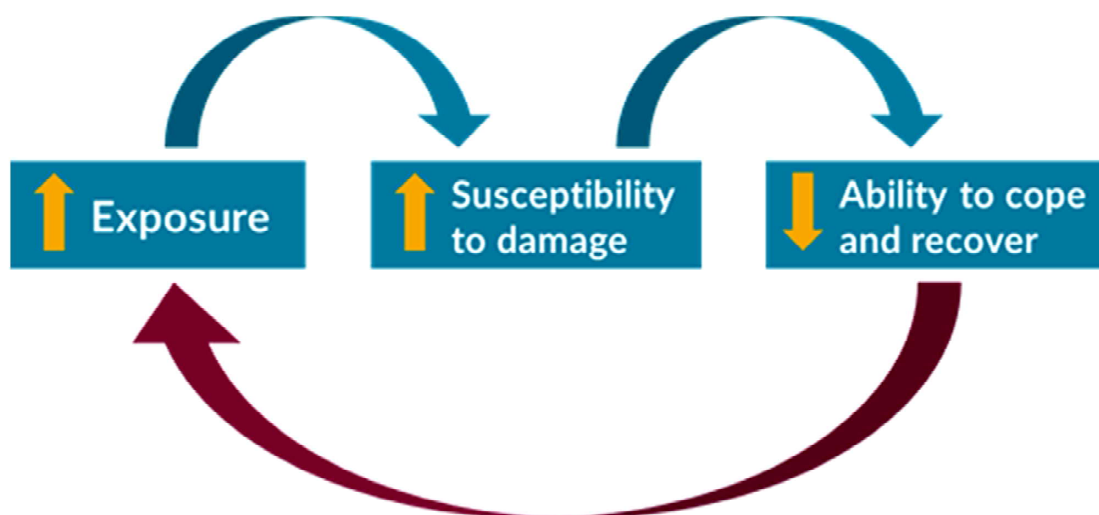 Exposure
Susceptibility
to damage
Ability to cope
and recover